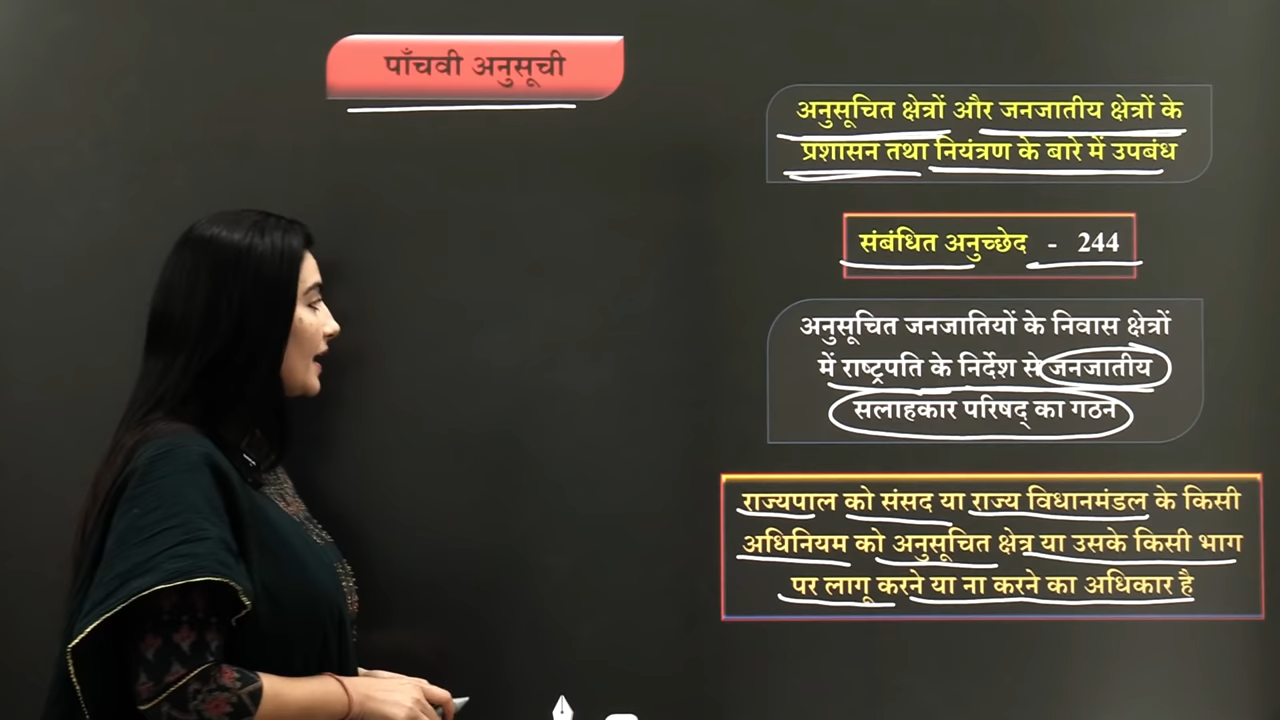 पाँचवी अनुसूची
अनुसूचित क्षेत्रों और जनजातीय क्षेत्रों के
प्रशासन तथा नियंत्रण के बारे में उपबंध
संबंधित अनुच्छेद - 244
अनुसूचित जनजातियों के निवास क्षेत्रों
में राष्ट्रपति के निर्देश से जनजातीय
सलाहकार परिषद् का गठन
राज्यपाल को संसद या राज्य विधानमंडल के किसी
अधिनियम को अनुसूचित क्षेत्र या उसके किसी भाग
पर लागू करने या ना करने का अधिकार है